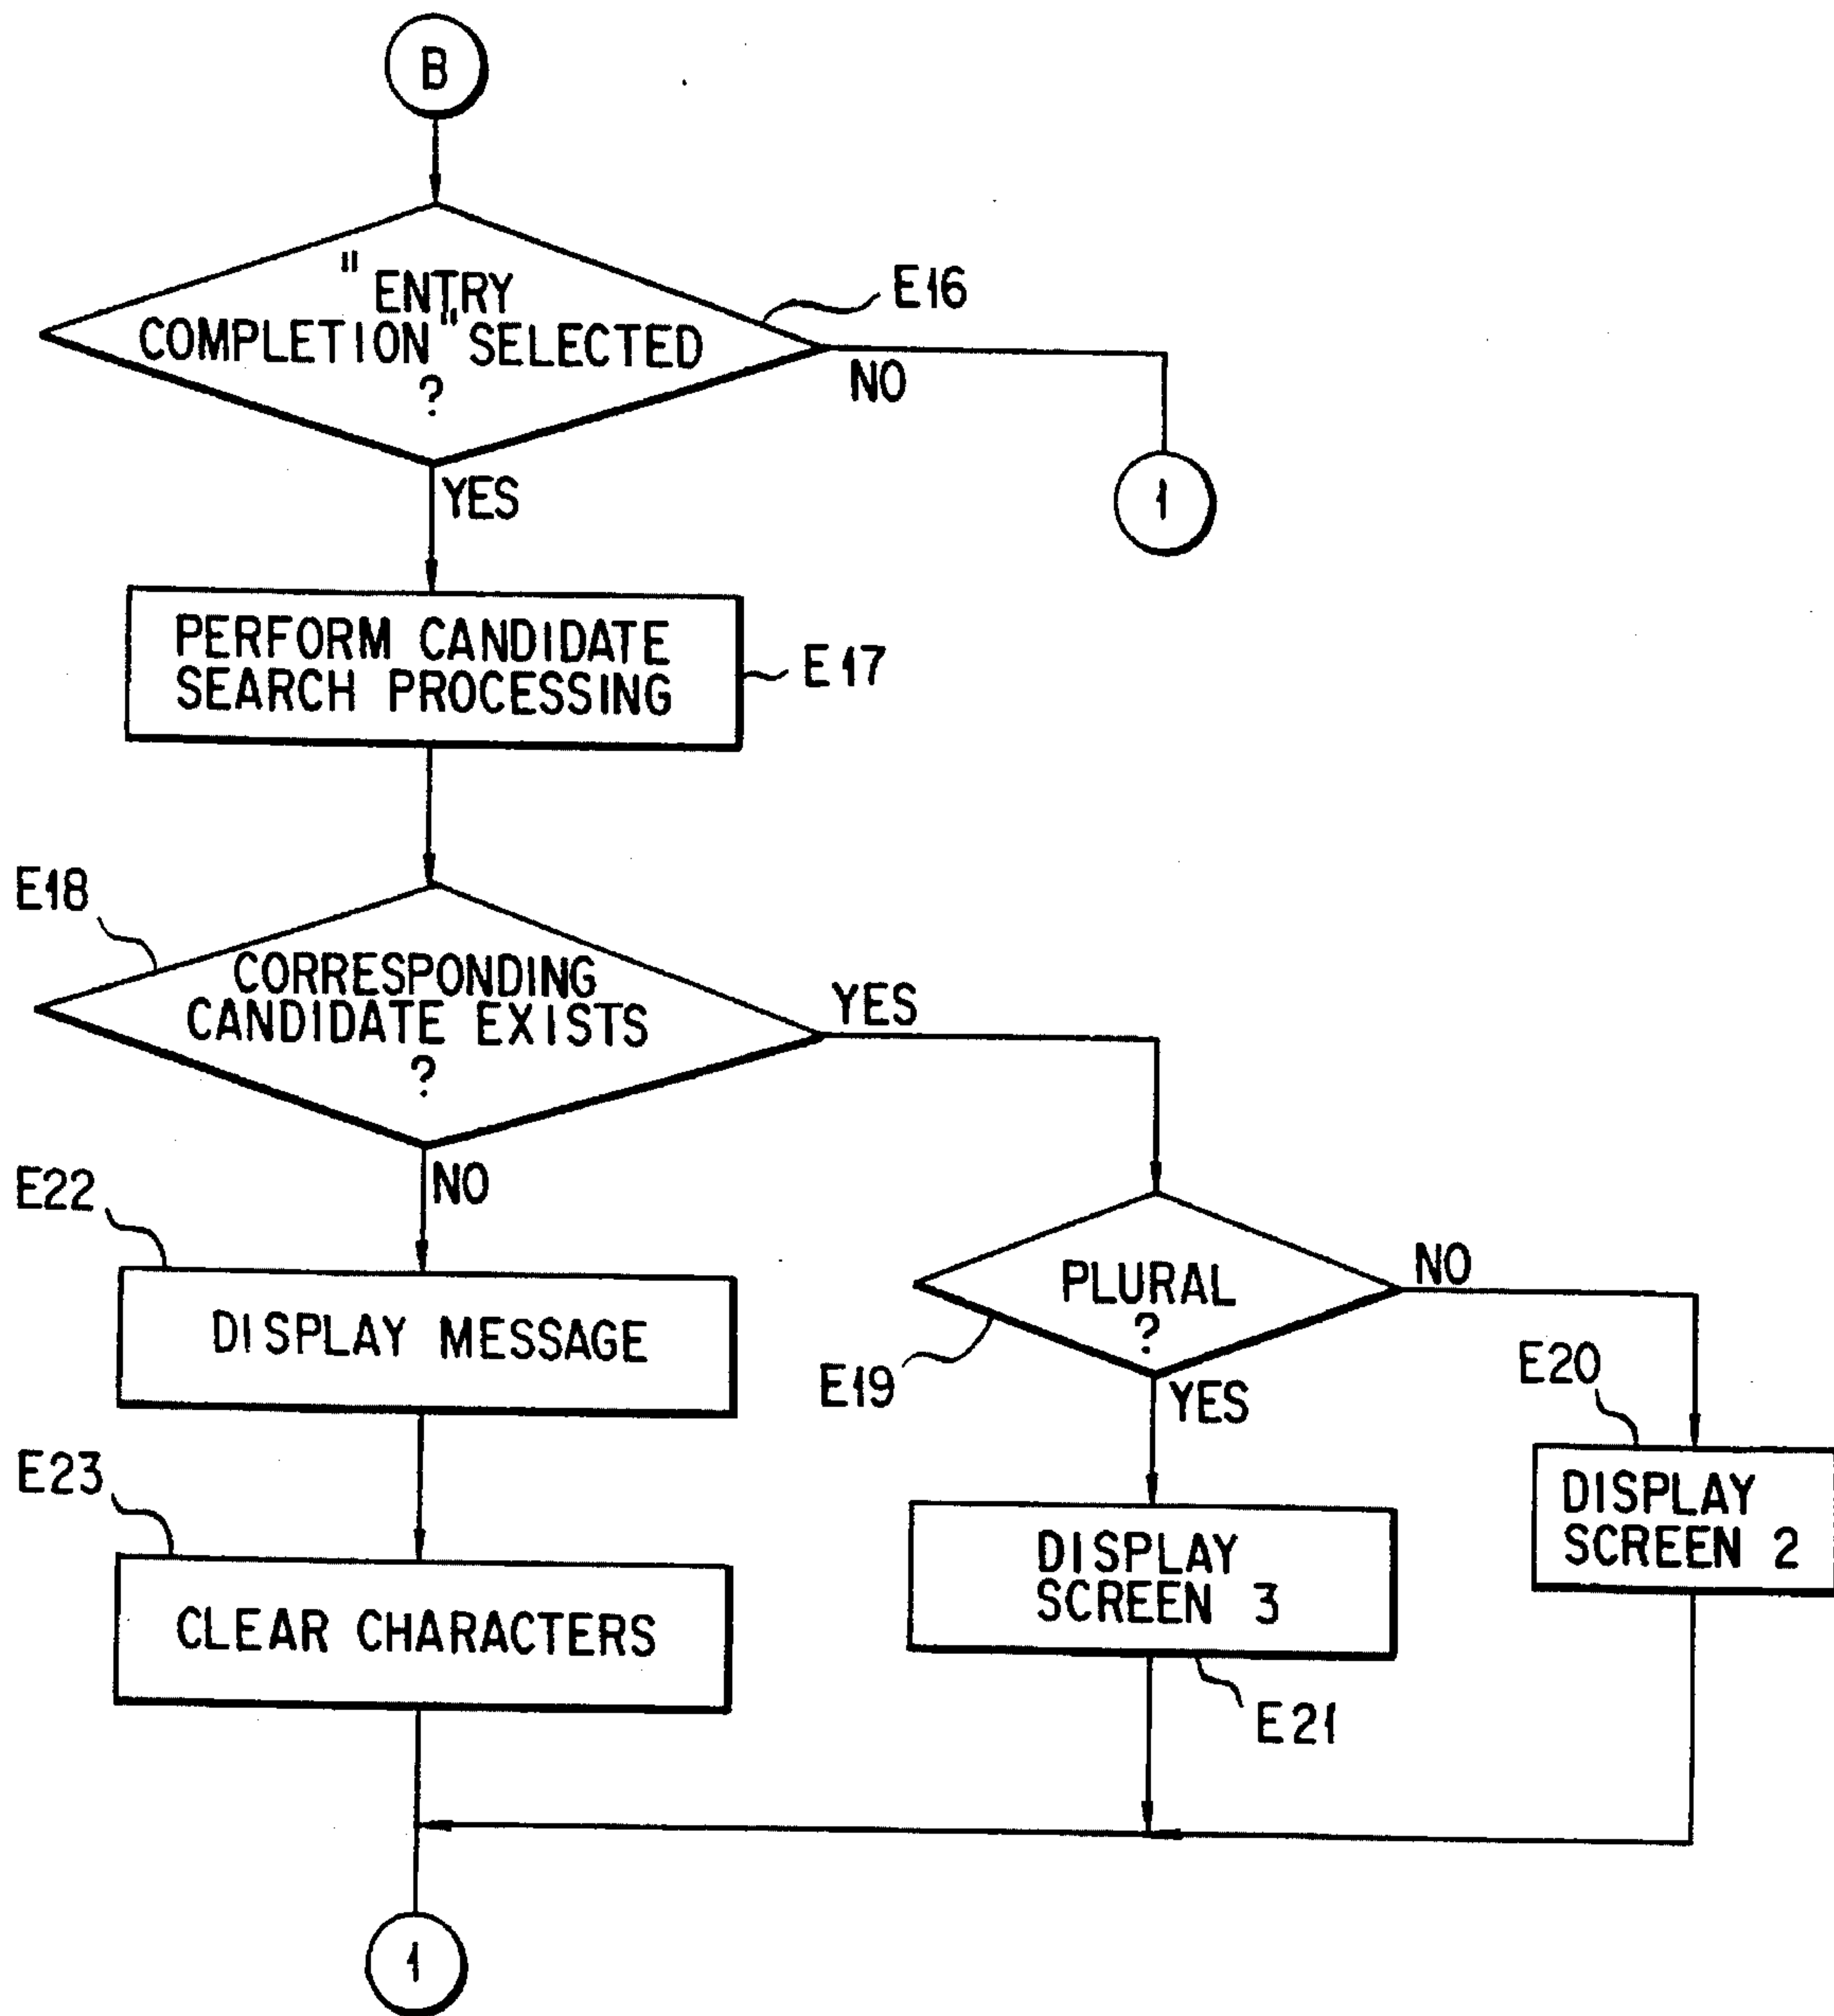 B
"ENTRY
COMPLETION" SELECTED
?
E16
NO
1
YES
PERFORM CANDIDATE
SEARCH PROCESSING
E17
E18
CORRESPONDING
CANDIDATE EXISTS
?
YES
NO
E22
DISPLAY MESSAGE
PLURAL
?
NO
E19
YES
E20
DISPLAY
SCREEN 2
E23
CLEAR CHARACTERS
DISPLAY
SCREEN 3
E21
1